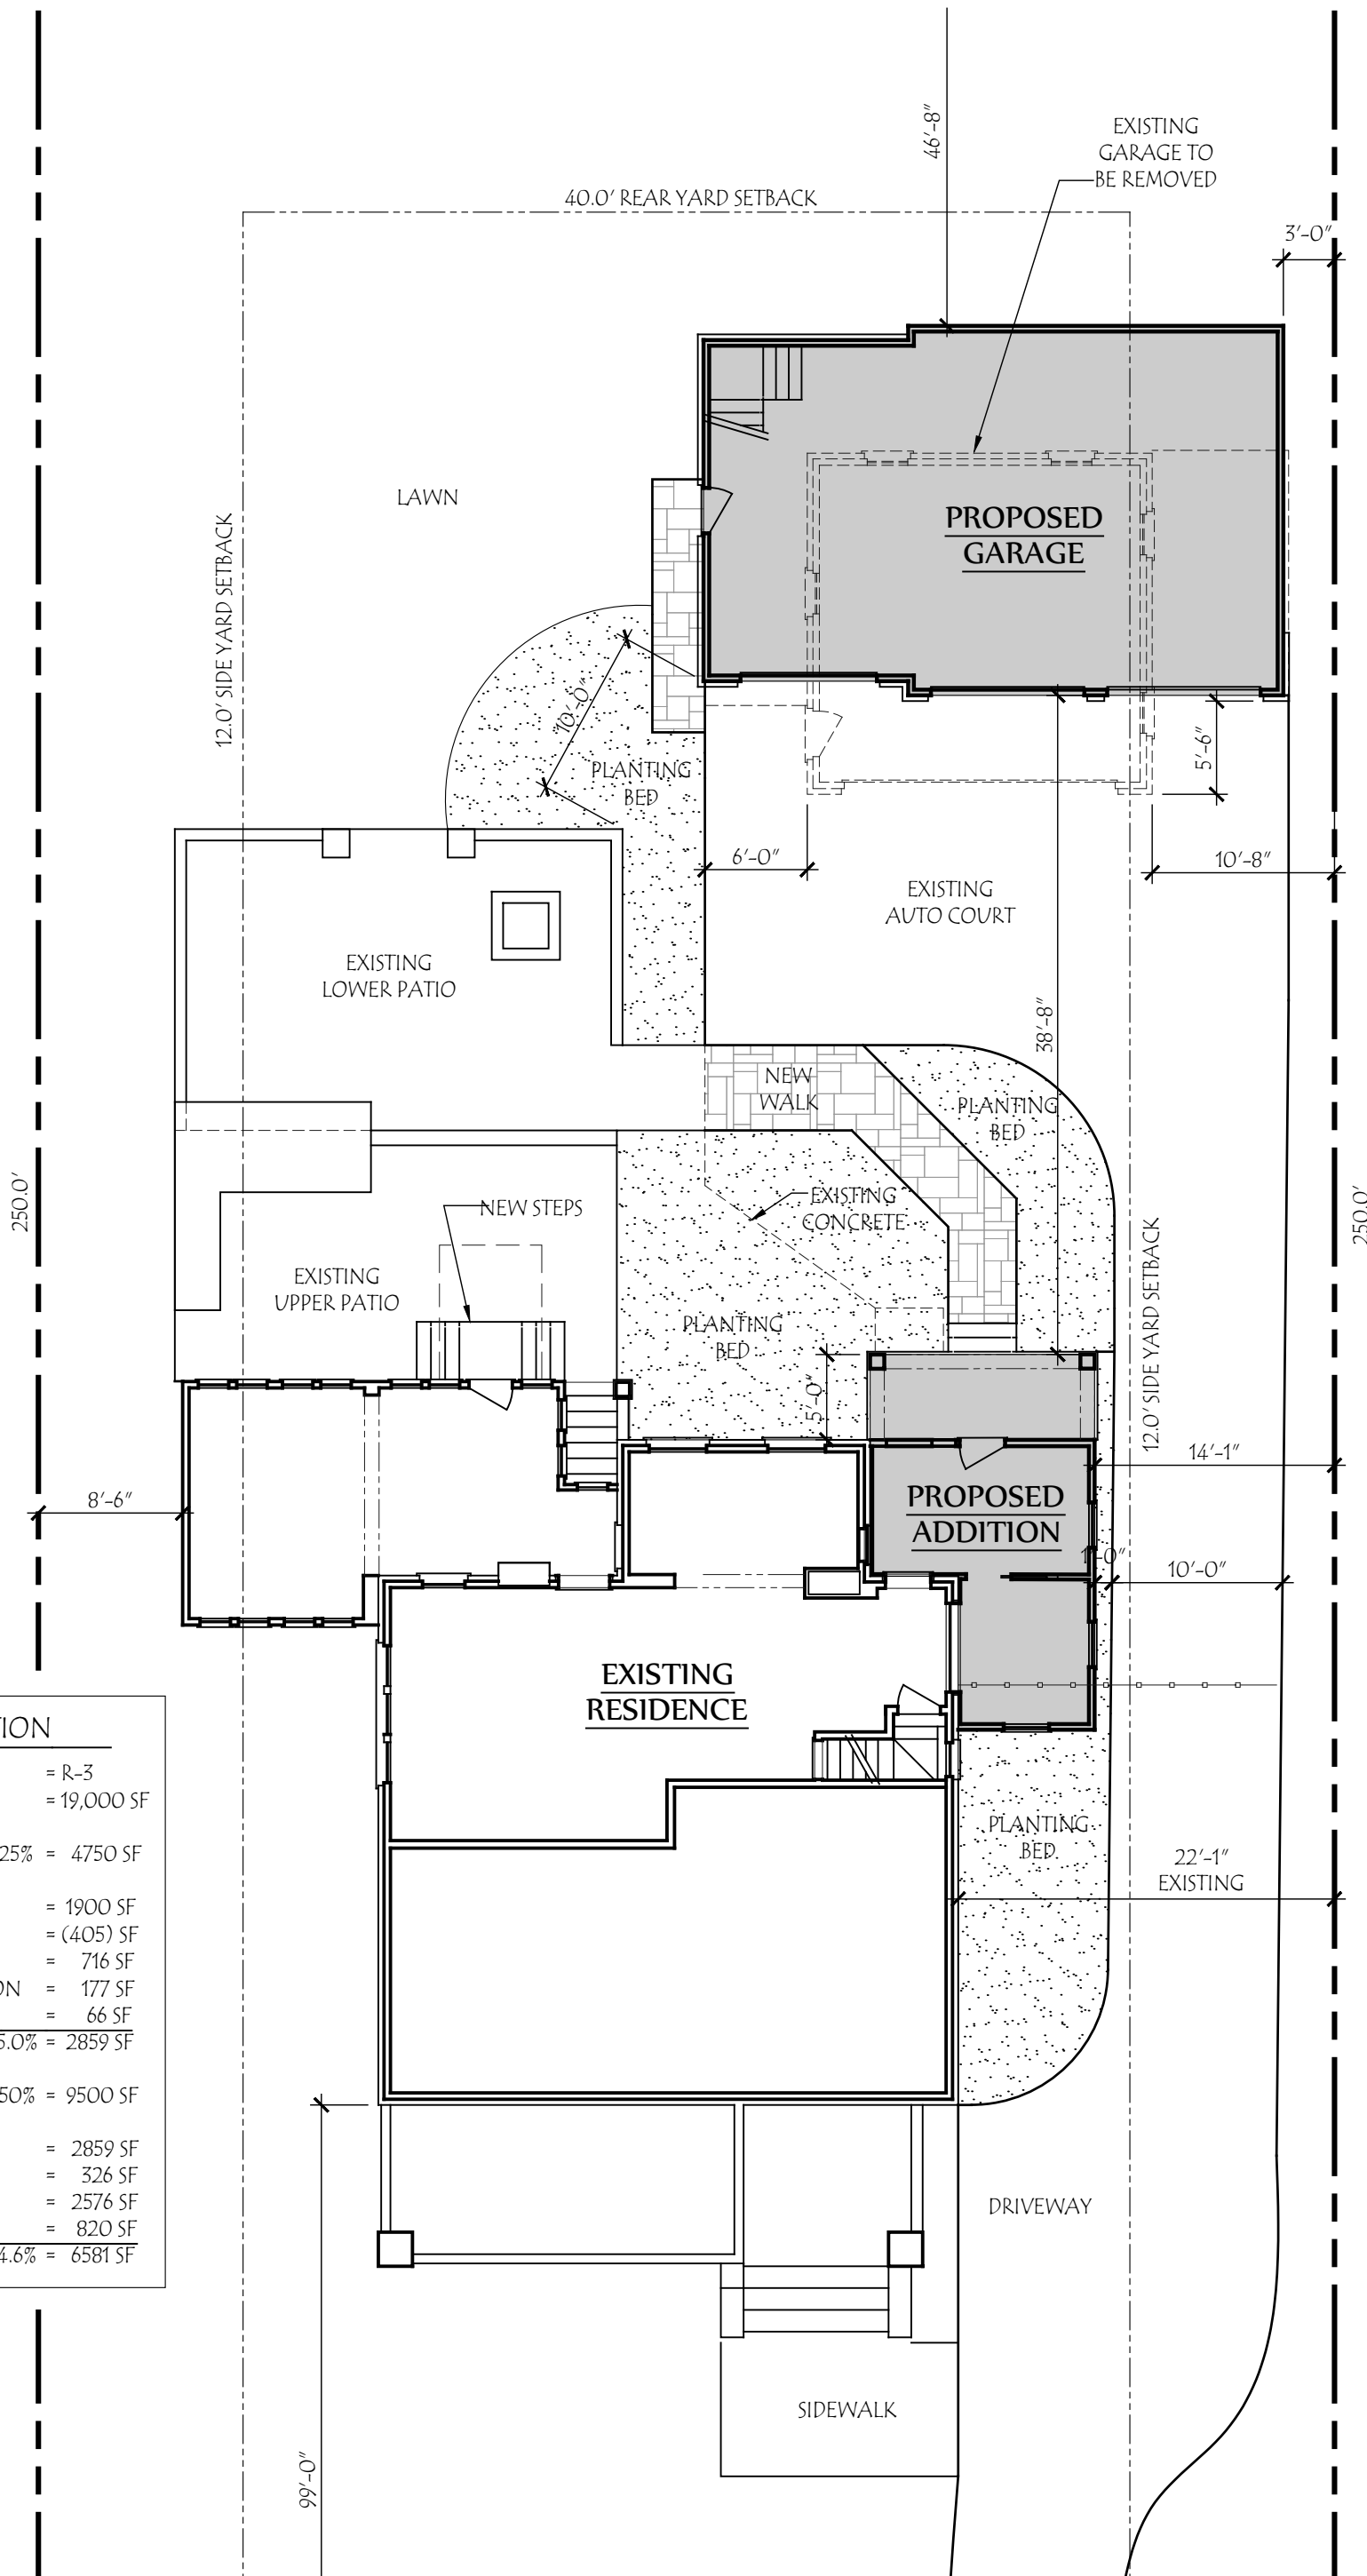 46'-8"
EXISTING
GARAGE TO
BE REMOVED
40.0' REAR YARD SETBACK
3'-0"
LAWN
PROPOSED
GARAGE
12.0' SIDE YARD SETBACK
10'-0"
PLANTING
BED
5'-6"
6'-0"
10'-8"
EXISTING
AUTO COURT
EXISTING
LOWER PATIO
38'-8"
NEW
WALK
PLANTING
BED
250.0'
250.0'
NEW STEPS
EXISTING
CONCRETE
EXISTING
UPPER PATIO
12.0' SIDE YARD SETBACK
PLANTING
BED
5'-0"
14'-1"
8'-6"
PROPOSED
ADDITION
1'-0"
10'-0"
EXISTING
RESIDENCE
TION
= R-3
= 19,000 SF
25% = 4750 SF
= 1900 SF
= (405) SF
= 716 SF
ON = 177 SF
= 66 SF
5.0% = 2859 SF
50% = 9500 SF
= 2859 SF
= 326 SF
= 2576 SF
= 820 SF
4.6% = 6581 SF
PLANTING
BED
22'-1"
EXISTING
DRIVEWAY
SIDEWALK
99'-0"